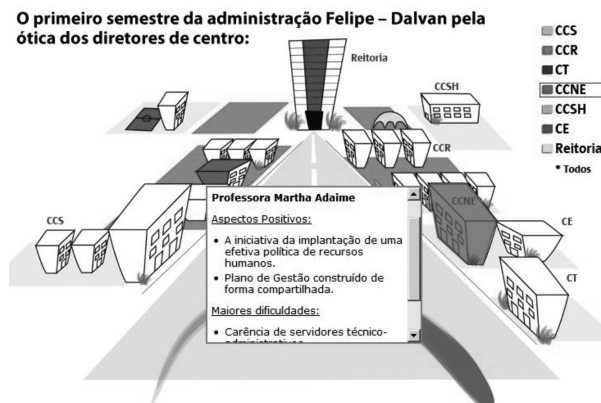 O primeiro semestre da administração Felipe – Dalvan pela
ótica dos diretores de centro:
Reitoria
CCSH
CCR
CCS
CCNE
CE
CT
CCS
CCR
CT
CCNE
CCSH
CE
Reitoria
* Todos
Professora Martha Adaime
Aspectos Positivos:
• A iniciativa da implantação de uma
efetiva política de recursos
humanos.
• Plano de Gestão construído de
forma compartilhada.
Maiores dificuldades:
• Carência de servidores técnico-